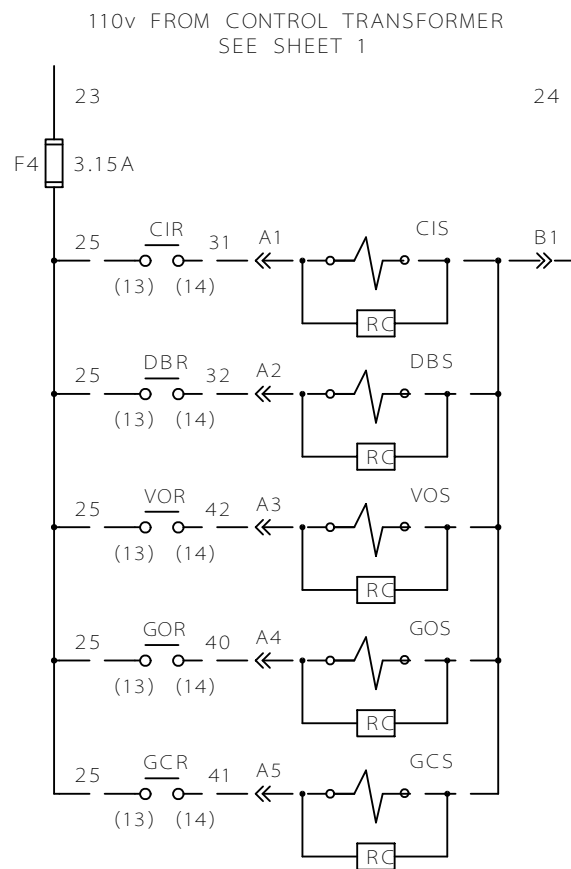 110v FROM CONTROL TRANSFORMER
SEE SHEET 1
23 24
F4 3.15A
25 CIR 31 A1 CIS B1
(13) (14)
RC
25 DBR 32 A2 DBS
(13) (14)
RC
25 VOR 42 A3 VOS
(13) (14)
RC
25 GOR 40 A4 GOS
(13) (14)
RC
25 GCR 41 A5 GCS
(13) (14)
RC